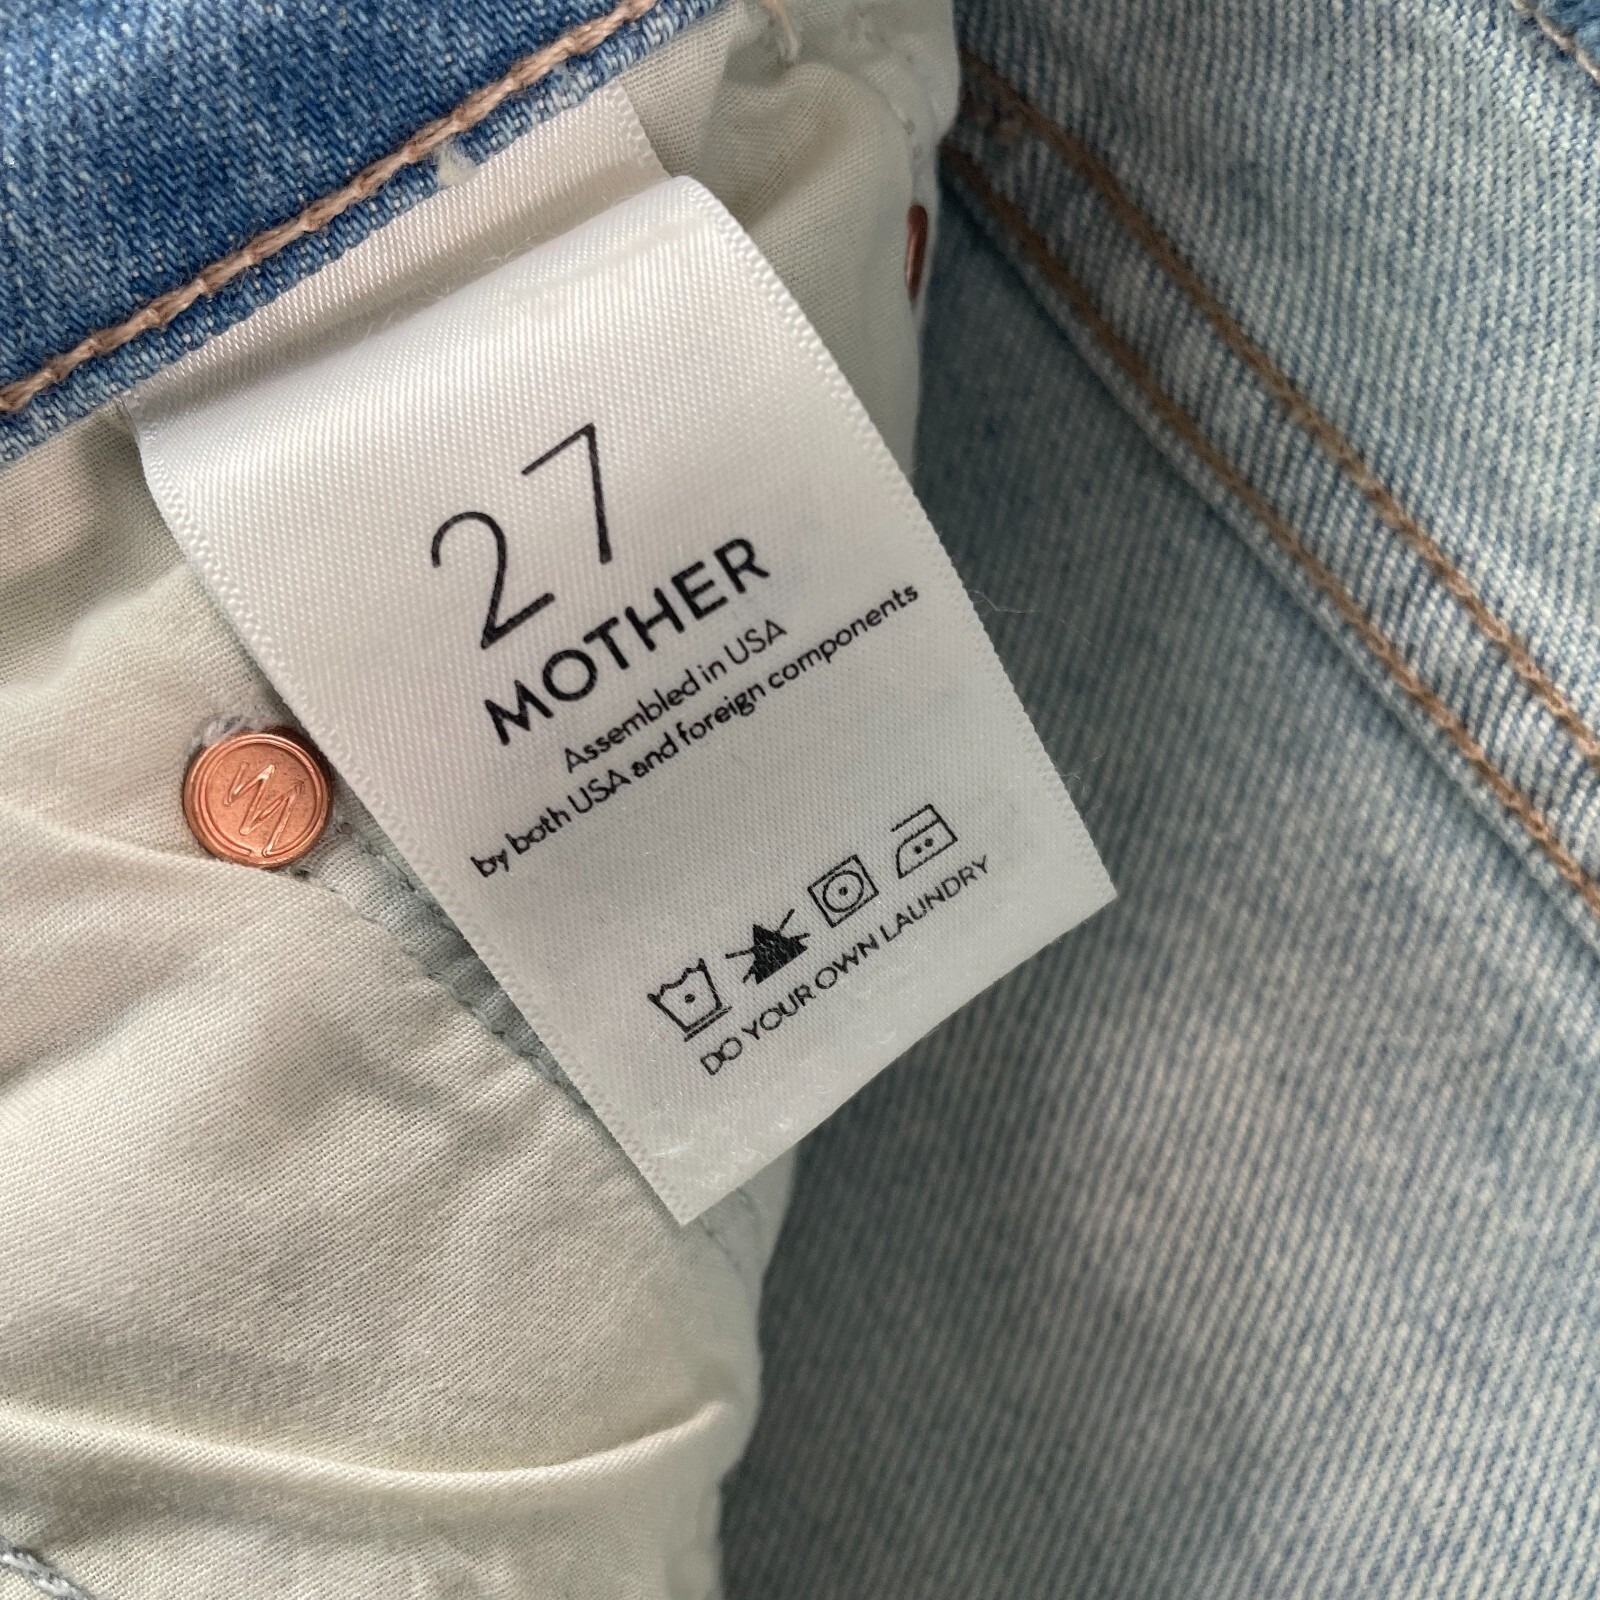 27
MOTHER
Assembled in USA
by both USA and foreign components
DO YOUR OWN LAUNDRY
M